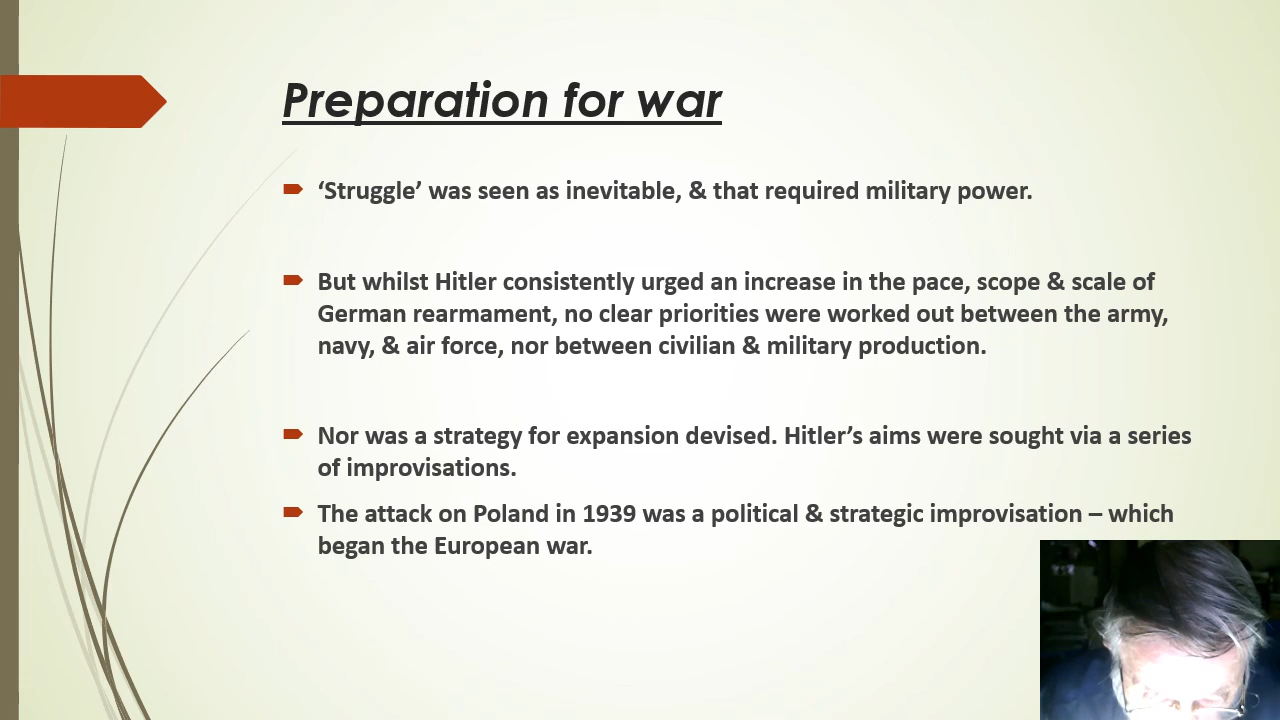 Preparation for war
‘Struggle’ was seen as inevitable, & that required military power.
But whilst Hitler consistently urged an increase in the pace, scope & scale of
German rearmament, no clear priorities were worked out between the army,
navy, & air force, nor between civilian & military production.
Nor was a strategy for expansion devised. Hitler’s aims were sought via a series
of improvisations.
The attack on Poland in 1939 was a political & strategic improvisation – which
began the European war.